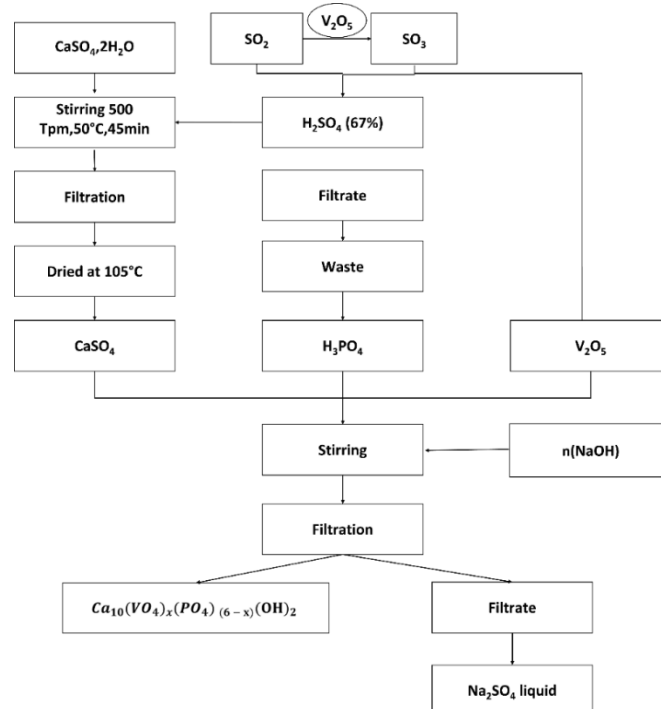 V₂O₅
CaSO₄,2H₂O
SO₂
SO₃
Stirring 500
Tpm,50°C,45min
H₂SO₄ (67%)
Filtration
Filtrate
Dried at 105°C
Waste
CaSO₄
H₃PO₄
V₂O₅
Stirring
n(NaOH)
Filtration
Ca₁₀(VO₄)ₓ(PO₄) ₍₆ ₋ ₓ₎(OH)₂
Filtrate
Na₂SO₄ liquid